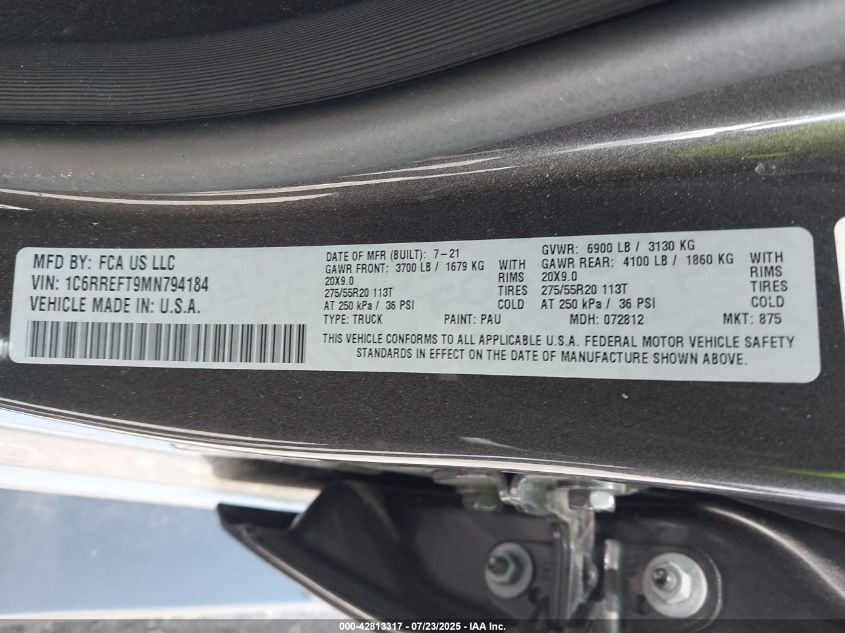 MFD BY: FCA US LLC
VIN: 1C6RREFT9MN794184
VEHICLE MADE IN: U.S.A.
DATE OF MFR (BUILT): 7-21
GAWR FRONT: 3700 LB / 1679 KG WITH
20X9.0 RIMS
275/55R20 113T TIRES
AT 250 kPa / 36 PSI COLD
TYPE: TRUCK PAINT: PAU
GVWR: 6900 LB / 3130 KG
GAWR REAR: 4100 LB / 1860 KG WITH
20X9.0 RIMS
275/55R20 113T TIRES
AT 250 kPa / 36 PSI COLD
MDH: 072812 MKT: 875
THIS VEHICLE CONFORMS TO ALL APPLICABLE U.S.A. FEDERAL MOTOR VEHICLE SAFETY
STANDARDS IN EFFECT ON THE DATE OF MANUFACTURE SHOWN ABOVE.
000-42813317 - 07/23/2025 - IAA Inc.